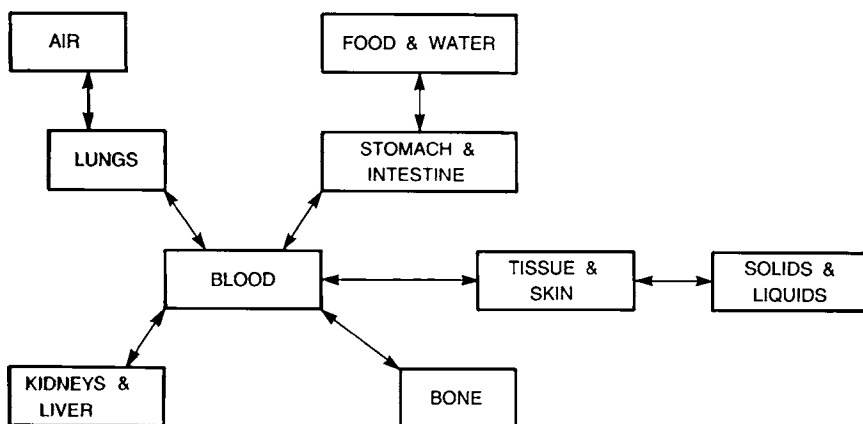 AIR
FOOD & WATER
LUNGS
STOMACH &
INTESTINE
BLOOD
TISSUE &
SKIN
SOLIDS &
LIQUIDS
KIDNEYS &
LIVER
BONE